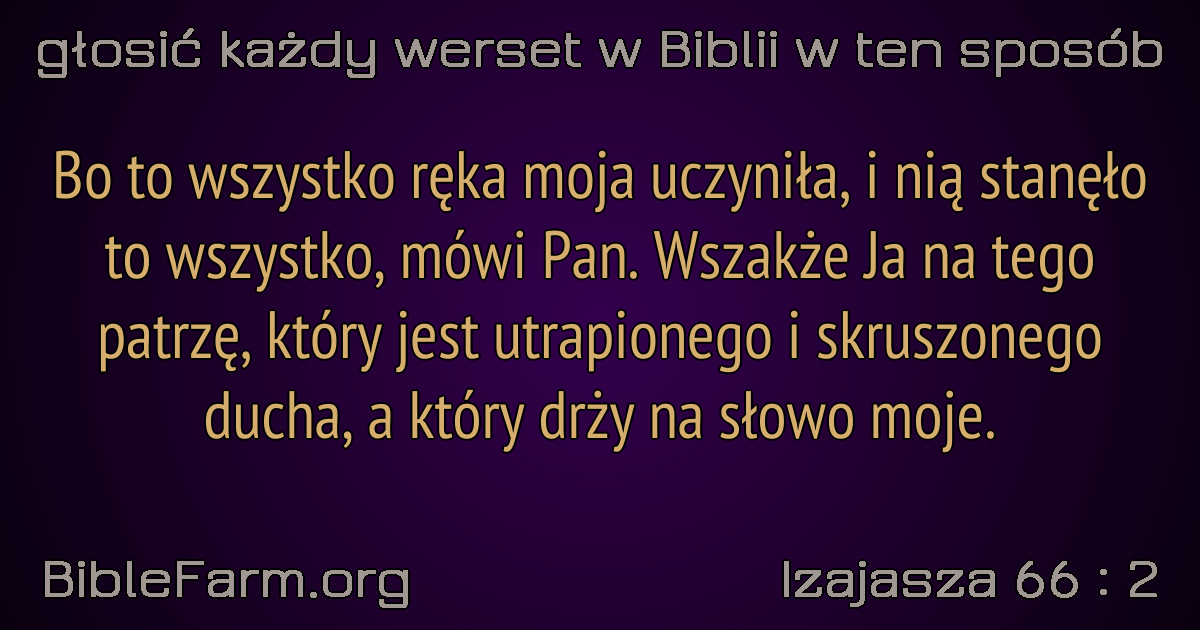 głosić każdy werset w Biblii w ten sposób
Bo to wszystko ręka moja uczyniła, i nią stanęło
to wszystko, mówi Pan. Wszakże Ja na tego
patrzę, który jest utrapionego i skruszonego
ducha, a który drży na słowo moje.
BibleFarm.org
Izajasza 66 : 2